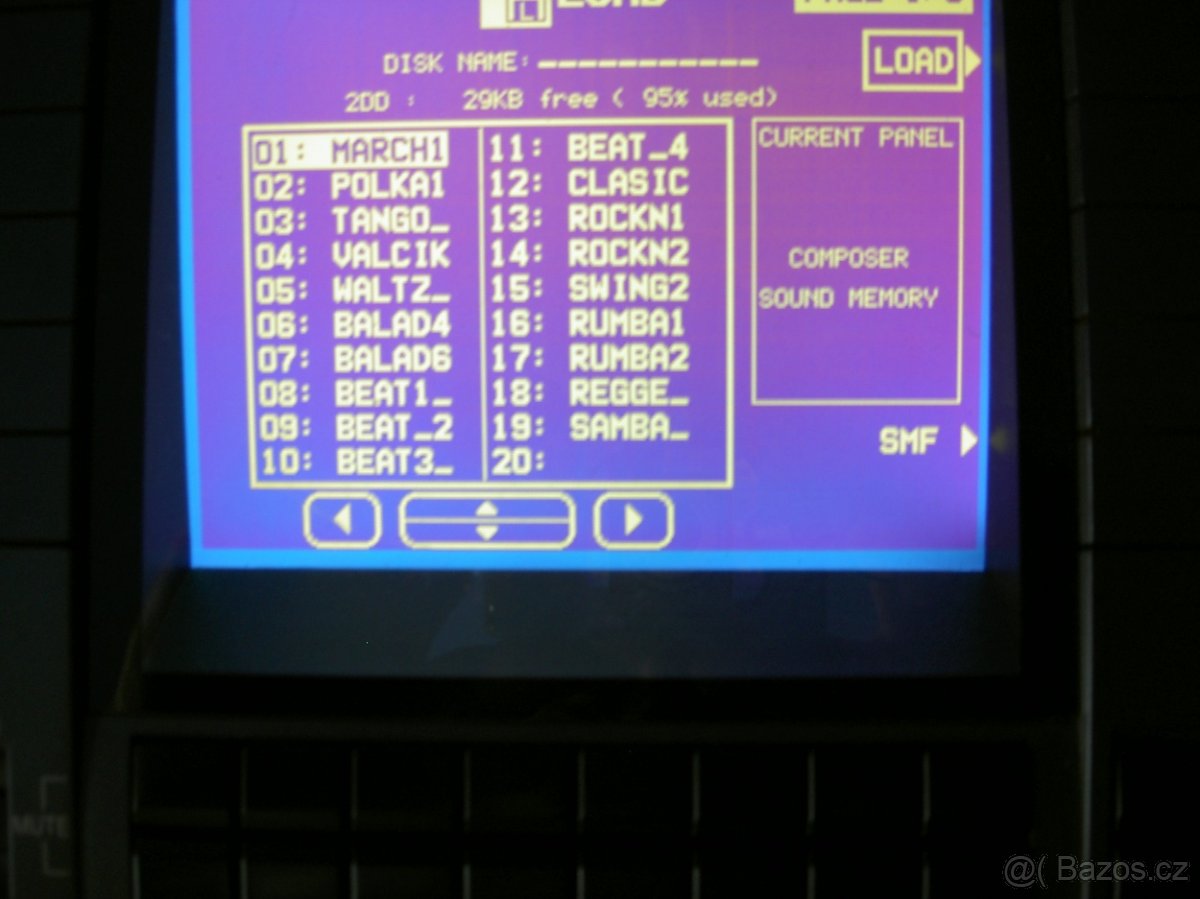 LOAD
DISK NAME: ___________
LOAD
2DD : 29KB free ( 95% used)
01: MARCH1
02: POLKA1
03: TANGO_
04: VALCIK
05: WALTZ_
06: BALAD4
07: BALAD6
08: BEAT1_
09: BEAT_2
10: BEAT3_
11: BEAT_4
12: CLASIC
13: ROCKN1
14: ROCKN2
15: SWING2
16: RUMBA1
17: RUMBA2
18: REGGE_
19: SAMBA_
20:
CURRENT PANEL
COMPOSER
SOUND MEMORY
SMF
MUTE
@( Bazos.cz